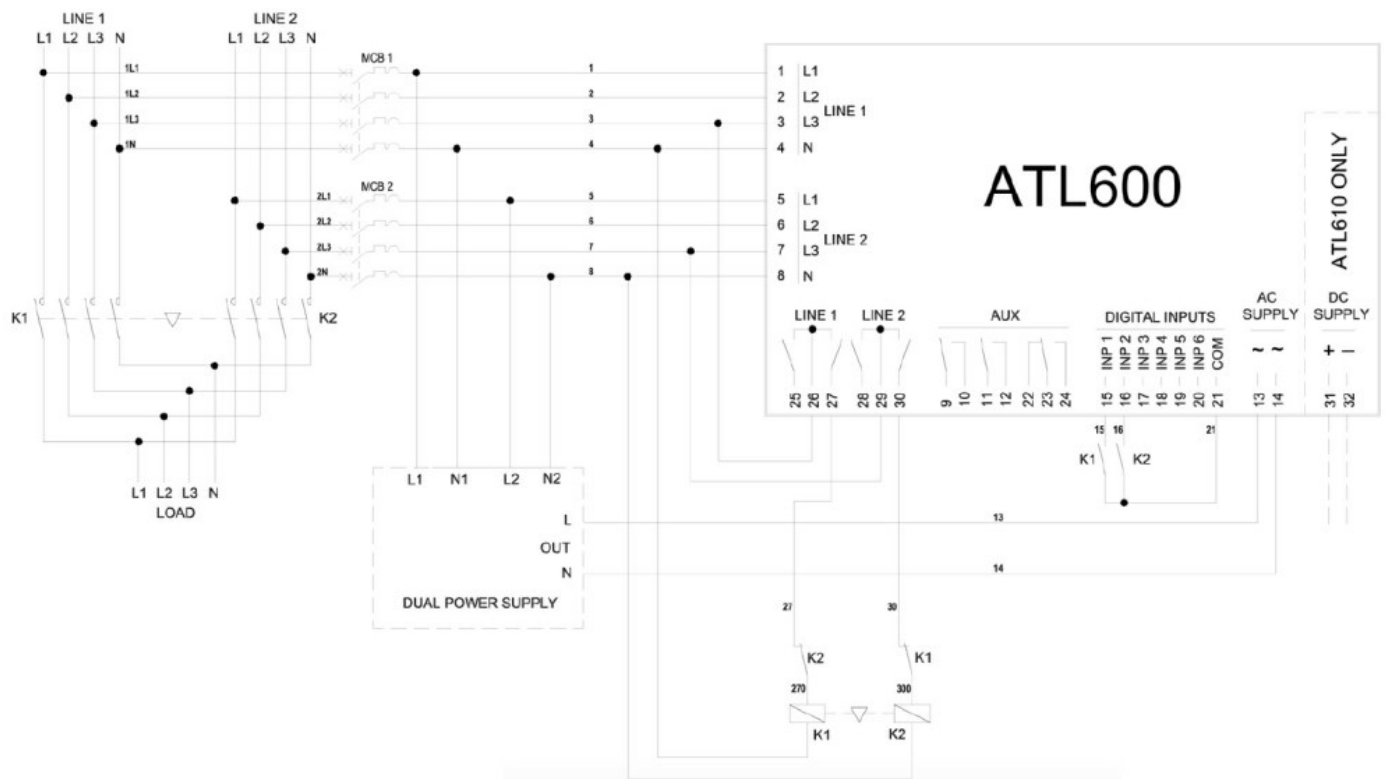 LINE 1
LINE 2
L1 L2 L3 N
L1 L2 L3 N
MCB 1
1L1
1L2
1L3
1N
1
2
3
4
MCB 2
2L1
2L2
2L3
2N
5
6
7
8
1 L1
2 L2
3 L3
4 N
LINE 1
5 L1
6 L2
7 L3
8 N
LINE 2
ATL600
ATL610 ONLY
K1
K2
L1 L2 L3 N
LOAD
LINE 1
LINE 2
AUX
DIGITAL INPUTS
AC
SUPPLY
DC
SUPPLY
INP 1
INP 2
INP 3
INP 4
INP 5
INP 6
COM
~ ~
+ –
25 26 27 28 29 30
9 10 11 12 22 23 24
15 16 17 18 19 20 21
13 14
31 32
15 16 21
K1 K2
L1 N1 L2 N2
L
OUT
N
DUAL POWER SUPPLY
13
14
27
30
K2
K1
270
300
K1
K2